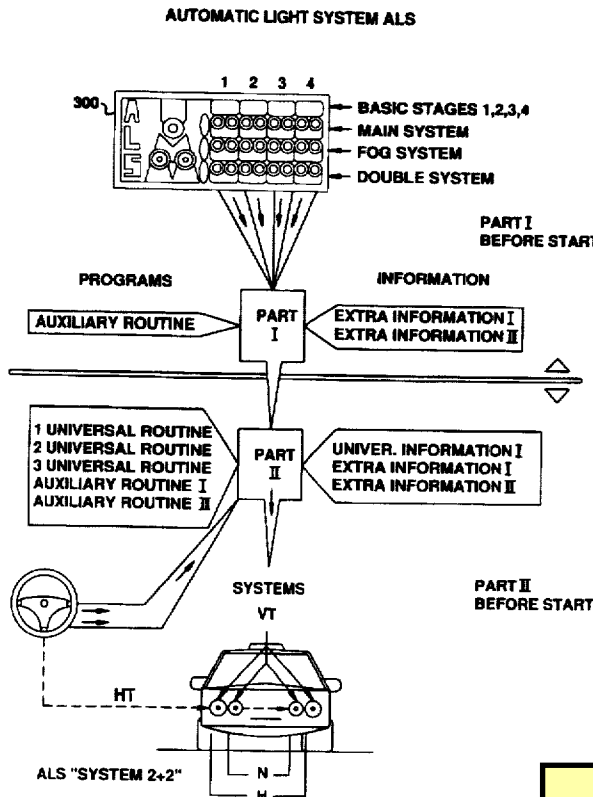 AUTOMATIC LIGHT SYSTEM ALS
1 2 3 4
300
ALS
BASIC STAGES 1,2,3,4
MAIN SYSTEM
FOG SYSTEM
DOUBLE SYSTEM
PART I
BEFORE START
PROGRAMS
INFORMATION
AUXILIARY ROUTINE
PART
I
EXTRA INFORMATION I
EXTRA INFORMATION II
1 UNIVERSAL ROUTINE
2 UNIVERSAL ROUTINE
3 UNIVERSAL ROUTINE
AUXILIARY ROUTINE I
AUXILIARY ROUTINE II
PART
II
UNIVER. INFORMATION I
EXTRA INFORMATION I
EXTRA INFORMATION II
SYSTEMS
VT
PART II
BEFORE START
HT
ALS "SYSTEM 2+2"
N
H